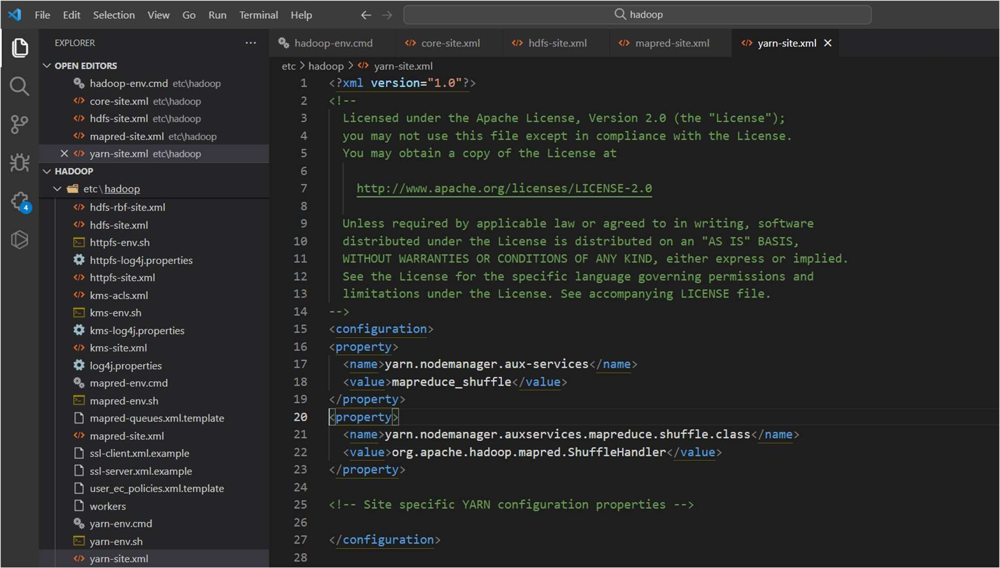 File Edit Selection View Go Run Terminal Help hadoop
EXPLORER
OPEN EDITORS
hadoop-env.cmd etc\hadoop
core-site.xml etc\hadoop
hdfs-site.xml etc\hadoop
mapred-site.xml etc\hadoop
yarn-site.xml etc\hadoop
HADOOP
etc\hadoop
hdfs-rbf-site.xml
hdfs-site.xml
httpfs-env.sh
httpfs-log4j.properties
httpfs-site.xml
kms-acls.xml
kms-env.sh
kms-log4j.properties
kms-site.xml
log4j.properties
mapred-env.cmd
mapred-env.sh
mapred-queues.xml.template
mapred-site.xml
ssl-client.xml.example
ssl-server.xml.example
user_ec_policies.xml.template
workers
yarn-env.cmd
yarn-env.sh
yarn-site.xml
4
hadoop-env.cmd core-site.xml hdfs-site.xml mapred-site.xml yarn-site.xml
etc > hadoop > yarn-site.xml
1 <?xml version="1.0"?>
2 <!--
3 Licensed under the Apache License, Version 2.0 (the "License");
4 you may not use this file except in compliance with the License.
5 You may obtain a copy of the License at
6
7 http://www.apache.org/licenses/LICENSE-2.0
8
9 Unless required by applicable law or agreed to in writing, software
10 distributed under the License is distributed on an "AS IS" BASIS,
11 WITHOUT WARRANTIES OR CONDITIONS OF ANY KIND, either express or implied.
12 See the License for the specific language governing permissions and
13 limitations under the License. See accompanying LICENSE file.
14 -->
15 <configuration>
16 <property>
17 <name>yarn.nodemanager.aux-services</name>
18 <value>mapreduce_shuffle</value>
19 </property>
20 <property>
21 <name>yarn.nodemanager.auxservices.mapreduce.shuffle.class</name>
22 <value>org.apache.hadoop.mapred.ShuffleHandler</value>
23 </property>
24
25 <!-- Site specific YARN configuration properties -->
26
27 </configuration>
28